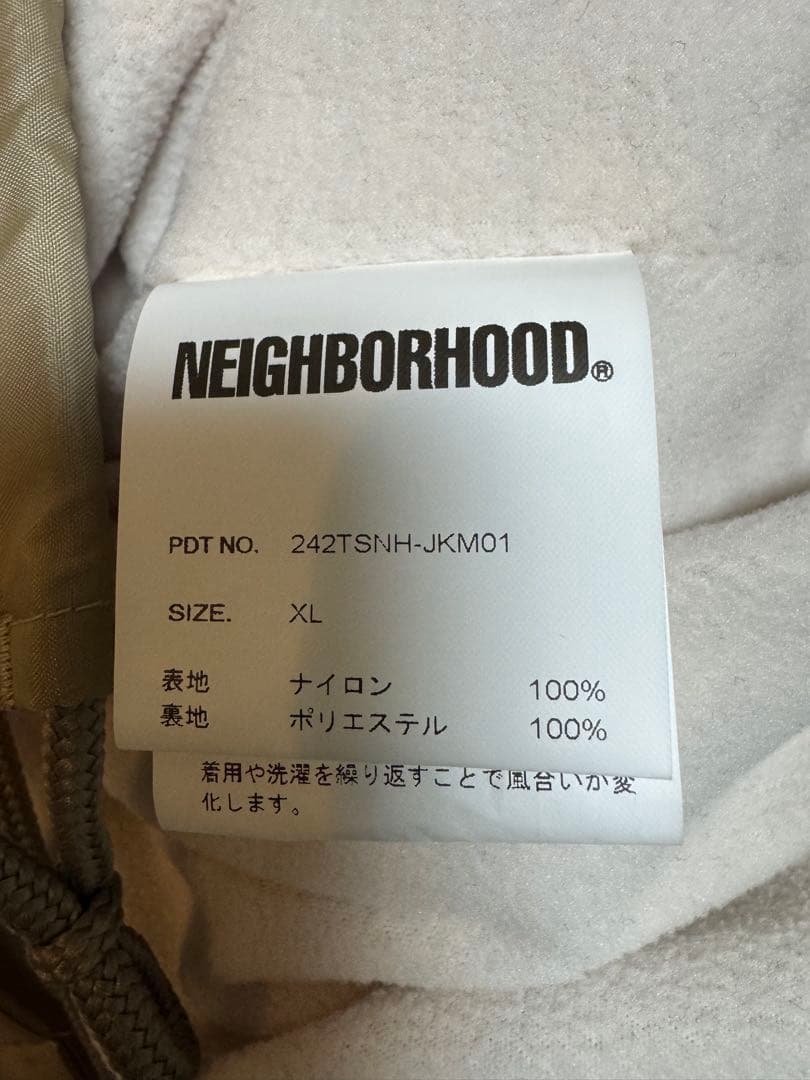 NEIGHBORHOOD®
PDT NO. 242TSNH-JKM01
SIZE. XL
表地 ナイロン 100%
裏地 ポリエステル 100%
着用や洗濯を繰り返すことで風合いが変
化します。